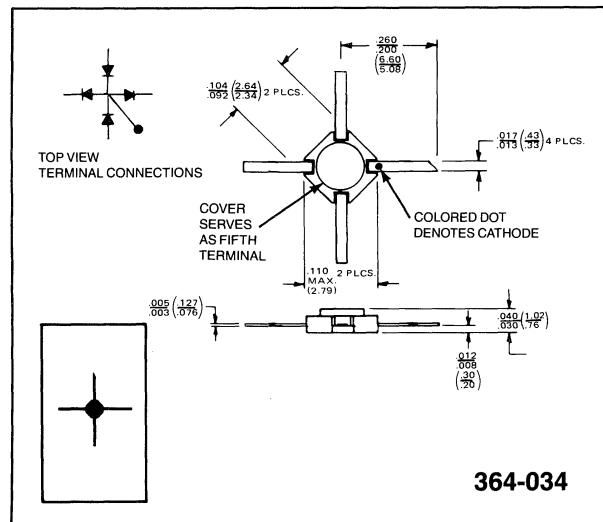 .260
.200
(6.60
5.08)
.104 (2.64) 2 PLCS.
.092 (2.34)
.017 (.43) 4 PLCS.
.013 (.33)
TOP VIEW
TERMINAL CONNECTIONS
COVER
SERVES
AS FIFTH
TERMINAL
COLORED DOT
DENOTES CATHODE
.110 2 PLCS.
MAX.
(2.79)
.005 (.127)
.003 (.076)
.040 (1.02)
.030 (.76)
.012
.008
(.30
.20)
364-034